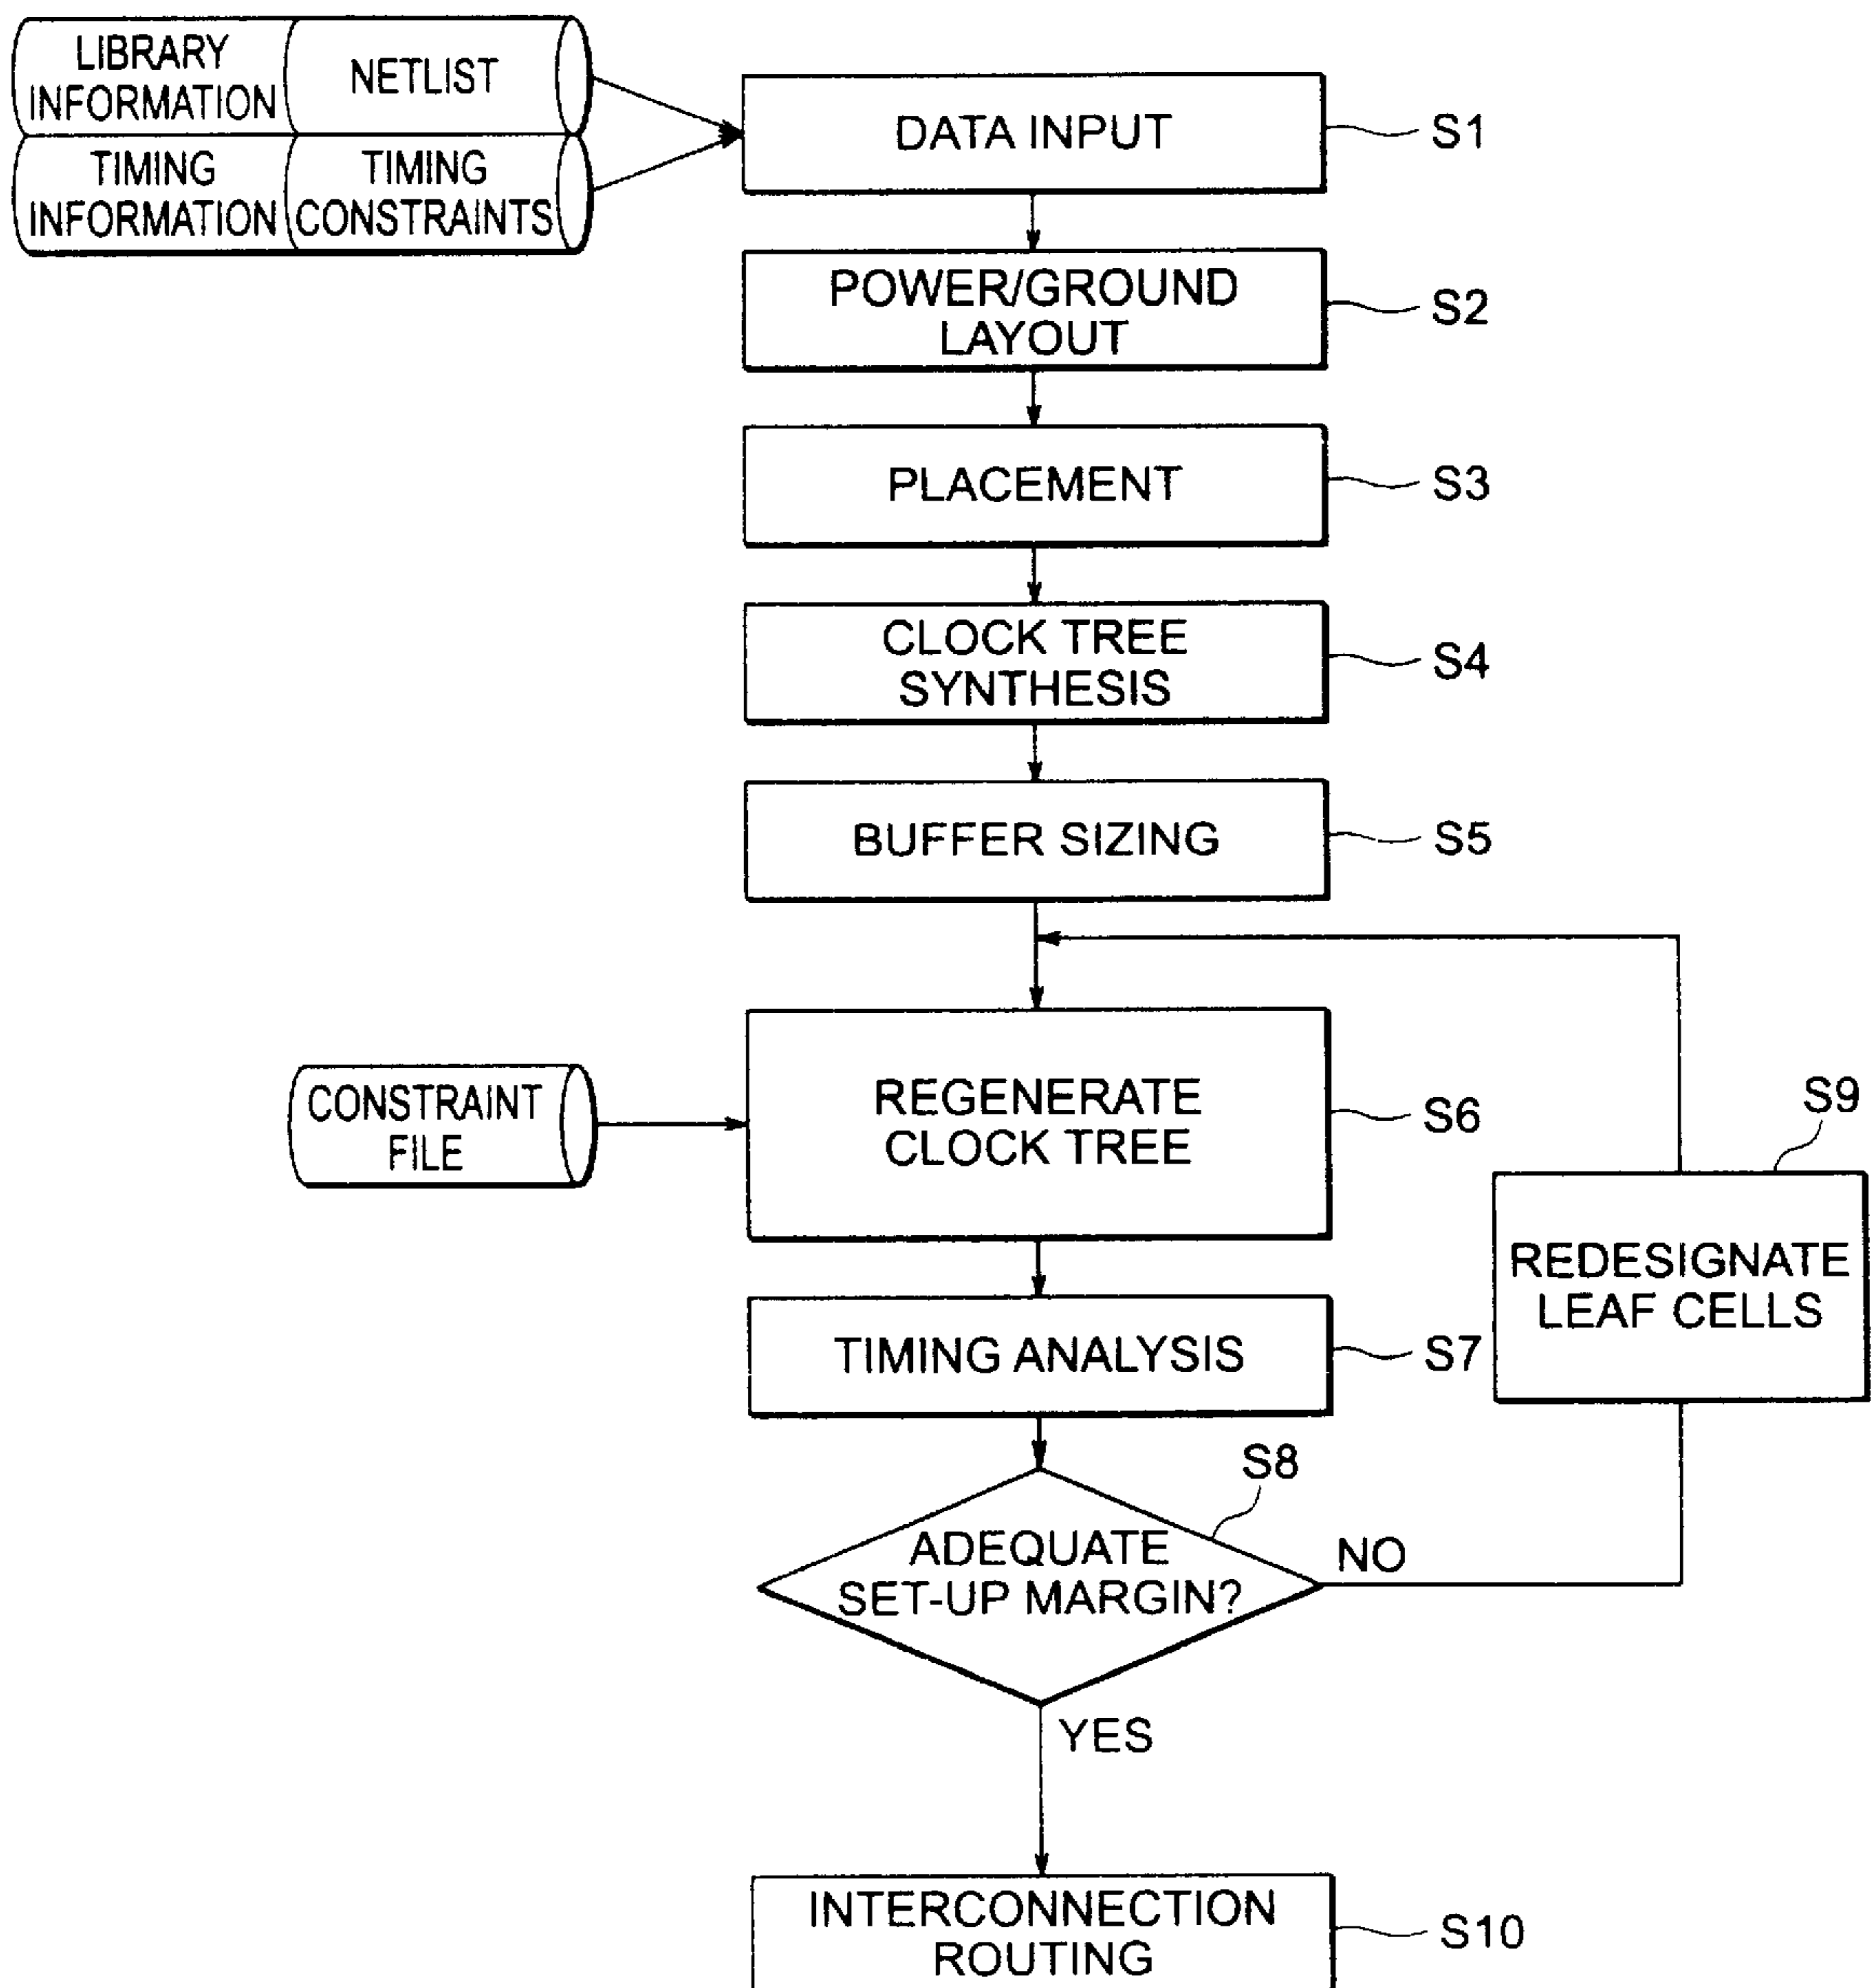 LIBRARY
INFORMATION
NETLIST
TIMING
INFORMATION
TIMING
CONSTRAINTS
DATA INPUT
S1
POWER/GROUND
LAYOUT
S2
PLACEMENT
S3
CLOCK TREE
SYNTHESIS
S4
BUFFER SIZING
S5
CONSTRAINT
FILE
REGENERATE
CLOCK TREE
S6
S9
REDESIGNATE
LEAF CELLS
TIMING ANALYSIS
S7
S8
ADEQUATE
SET-UP MARGIN?
NO
YES
INTERCONNECTION
ROUTING
S10